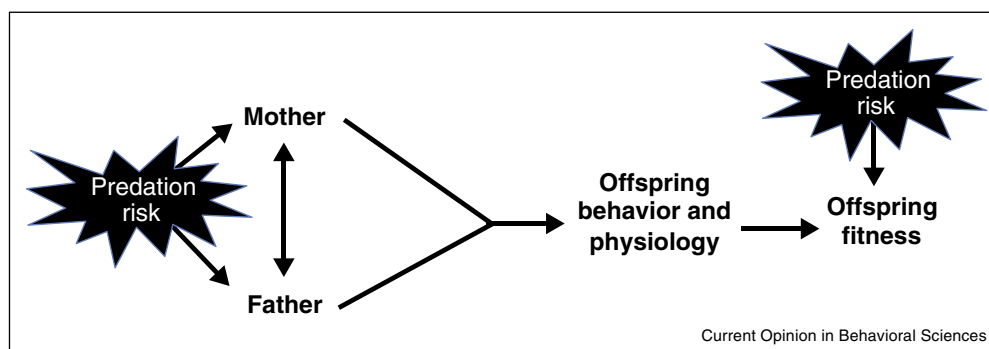 Mother
Predation
risk
Father
Offspring
behavior and
physiology
Predation
risk
Offspring
fitness
Current Opinion in Behavioral Sciences